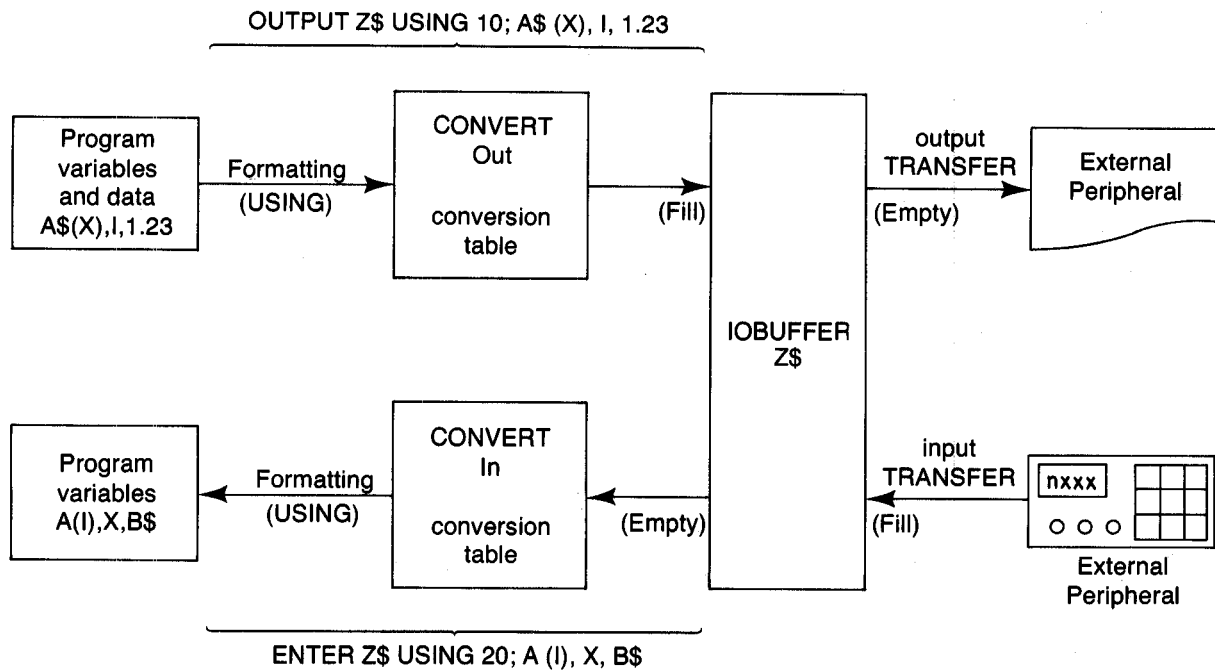 OUTPUT Z$ USING 10; A$ (X), I, 1.23
Program
variables
and data
A$(X),I,1.23
Formatting
(USING)
CONVERT
Out
conversion
table
(Fill)
IOBUFFER
Z$
output
TRANSFER
(Empty)
External
Peripheral
Program
variables
A(I),X,B$
Formatting
(USING)
CONVERT
In
conversion
table
(Empty)
input
TRANSFER
(Fill)
nxxx
External
Peripheral
ENTER Z$ USING 20; A (I), X, B$